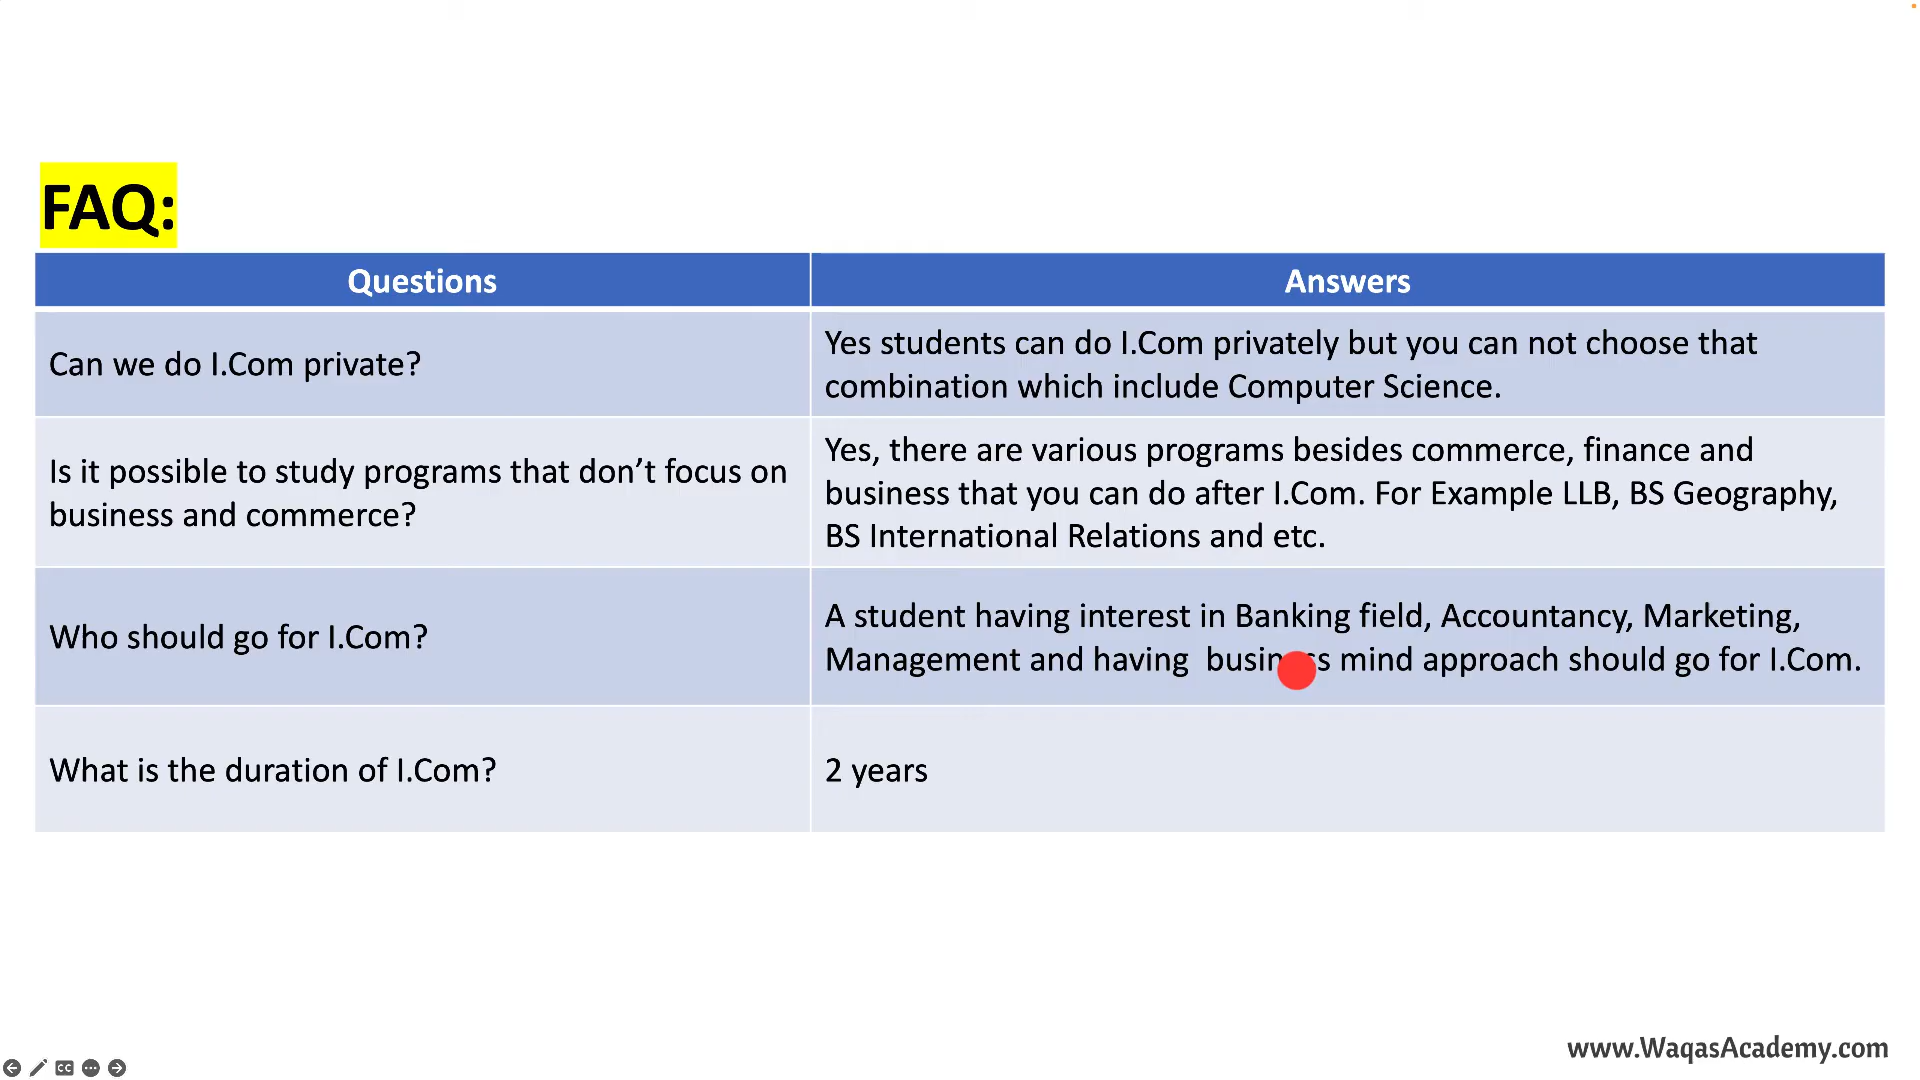 FAQ:
Questions
Answers
Can we do I.Com private?
Yes students can do I.Com privately but you can not choose that
combination which include Computer Science.
Is it possible to study programs that don’t focus on
business and commerce?
Yes, there are various programs besides commerce, finance and
business that you can do after I.Com. For Example LLB, BS Geography,
BS International Relations and etc.
Who should go for I.Com?
A student having interest in Banking field, Accountancy, Marketing,
Management and having business mind approach should go for I.Com.
What is the duration of I.Com?
2 years
www.WaqasAcademy.com
CC